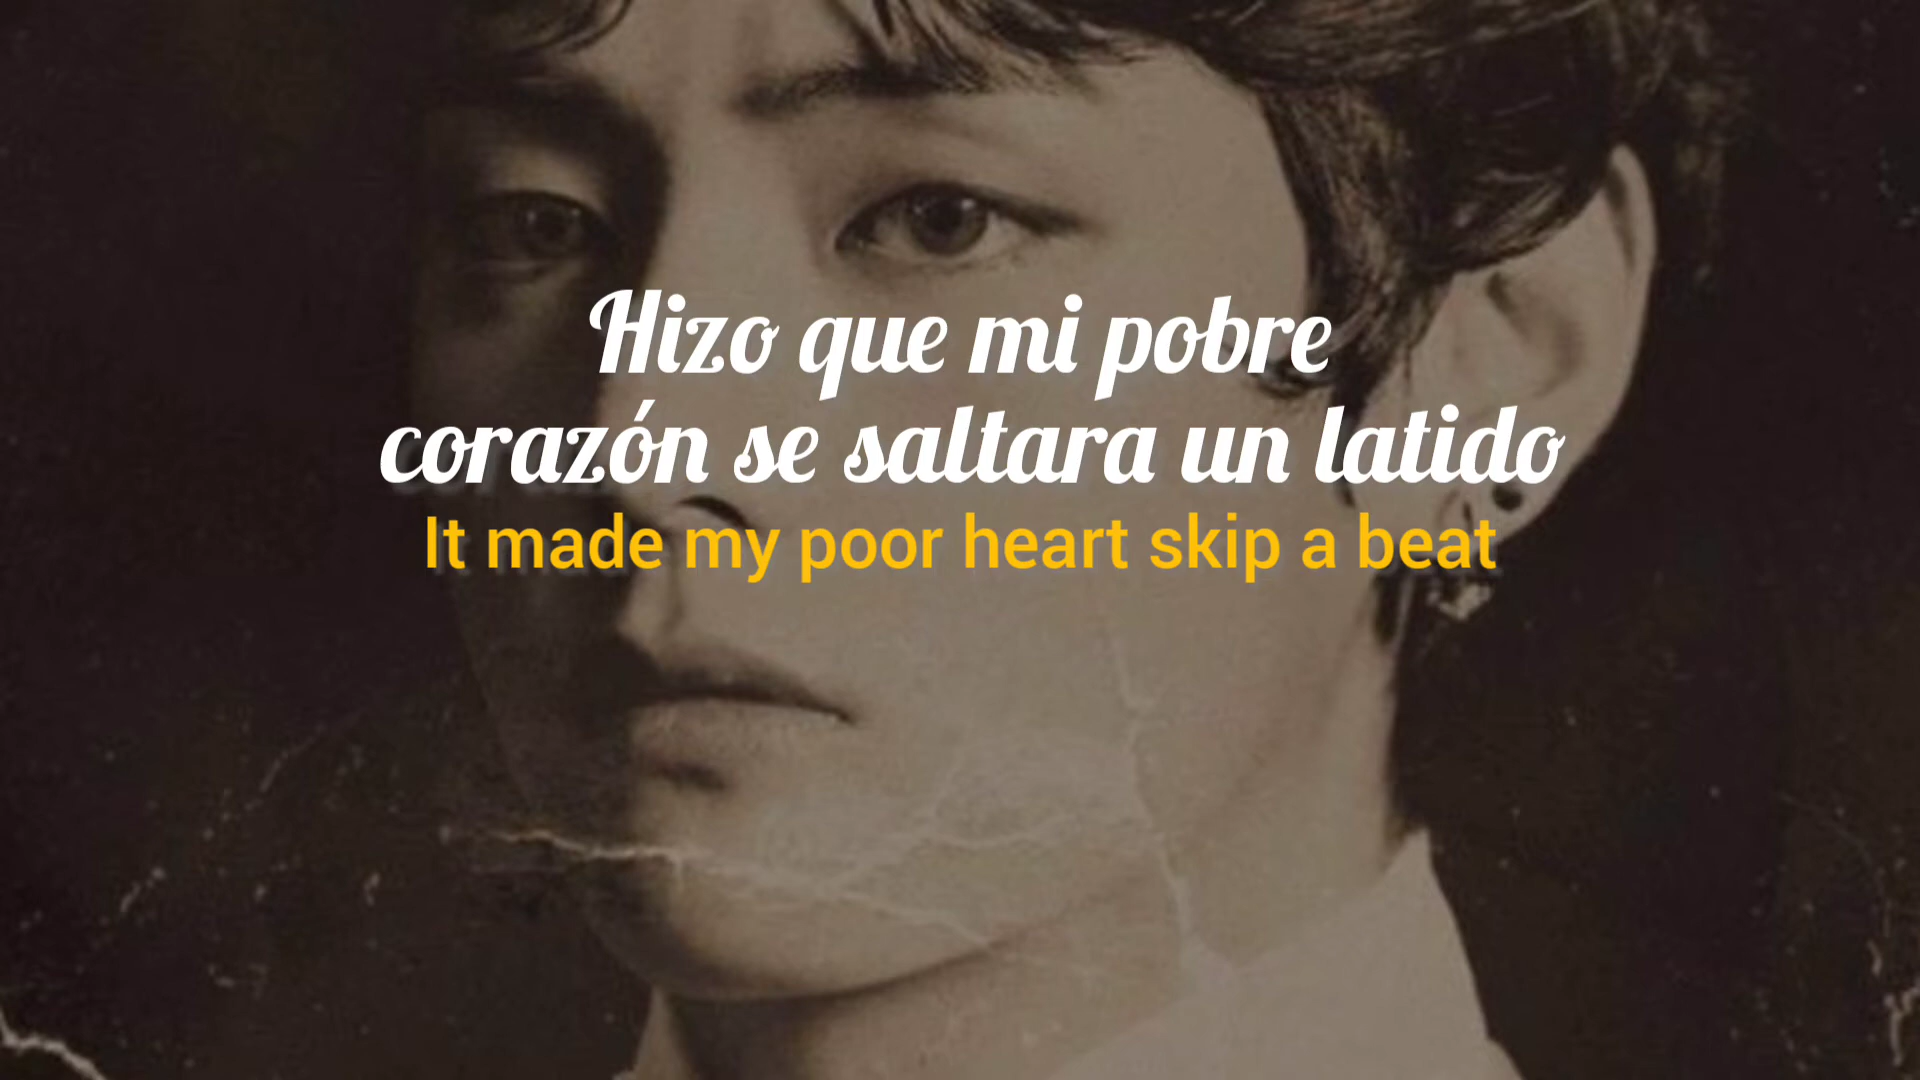 Hizo que mi pobre
corazón se saltara un latido
It made my poor heart skip a beat